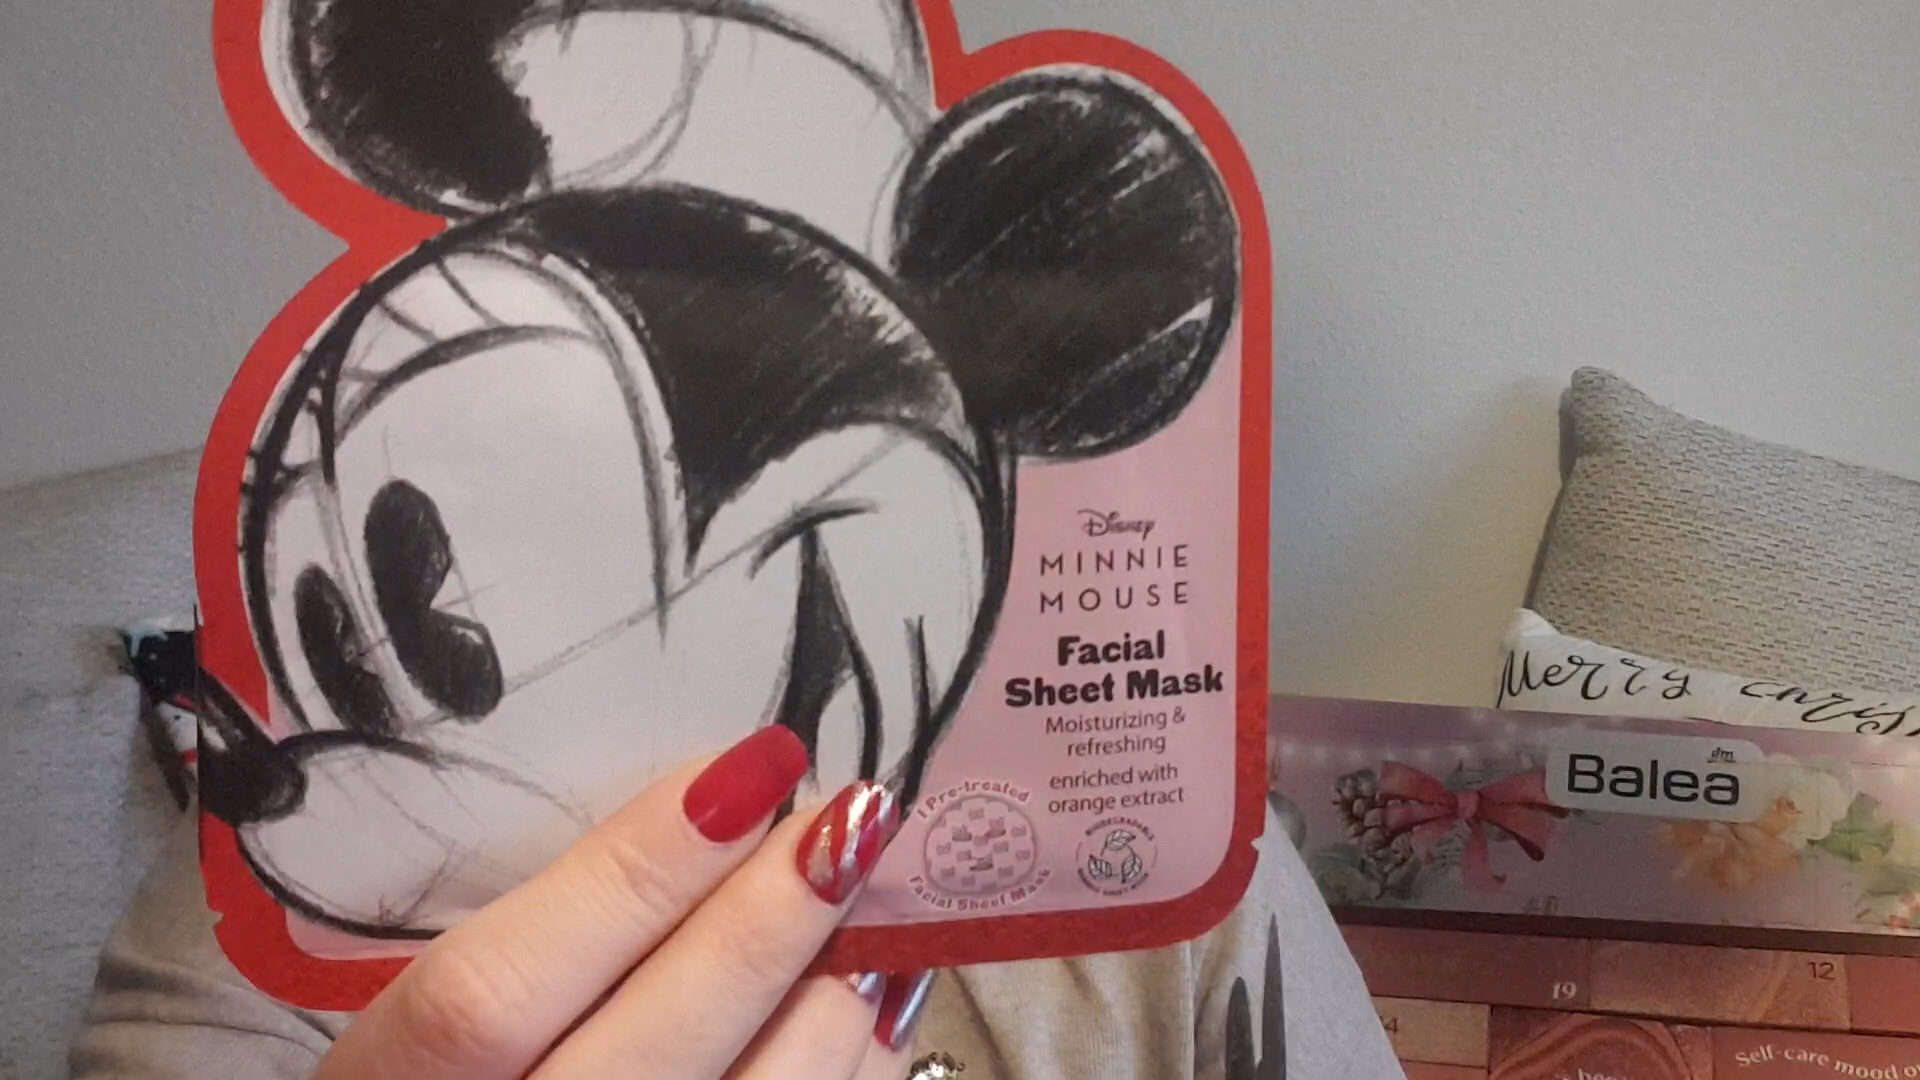 Disney
MINNIE
MOUSE
Facial
Sheet Mask
Moisturizing &
refreshing
enriched with
orange extract
Pre-treated
Facial Sheet Mask
BIODEGRADABLE
Merry
dm
Balea
12
19
Self-care mood